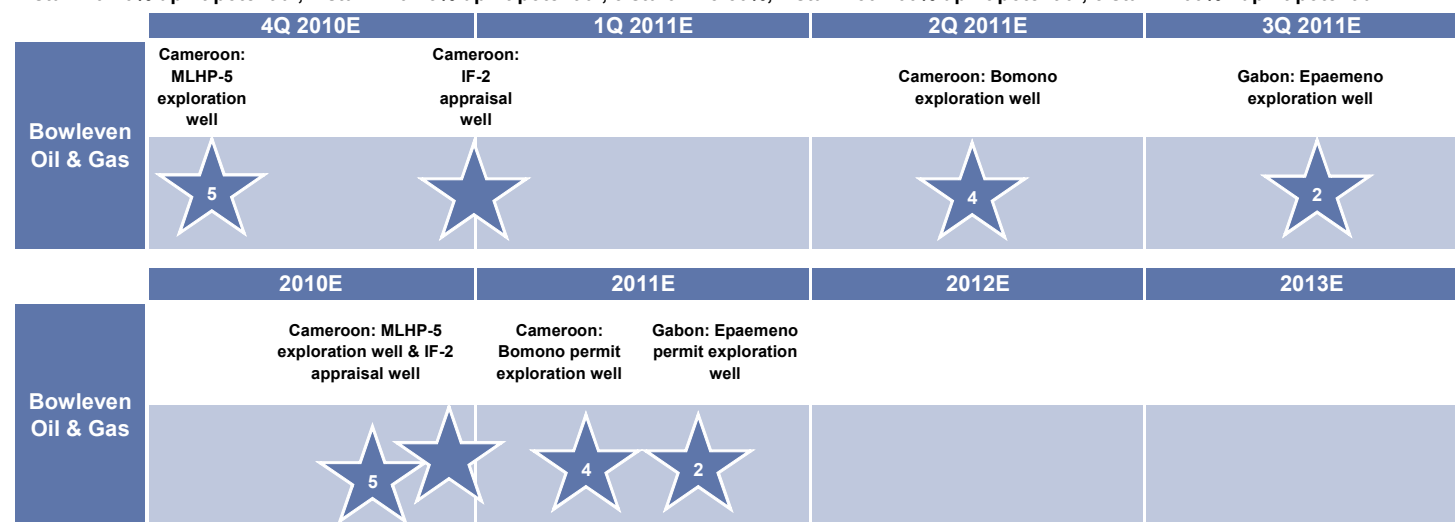 4Q 2010E 1Q 2011E 2Q 2011E 3Q 2011E
Cameroon:
MLHP-5
exploration
well
Cameroon:
IF-2
appraisal
well
Cameroon: Bomono
exploration well
Gabon: Epaemeno
exploration well
Bowleven
Oil & Gas
5
4
2
2010E 2011E 2012E 2013E
Cameroon: MLHP-5
exploration well & IF-2
appraisal well
Cameroon:
Bomono permit
exploration well
Gabon: Epaemeno
permit exploration
well
Bowleven
Oil & Gas
5
4
2